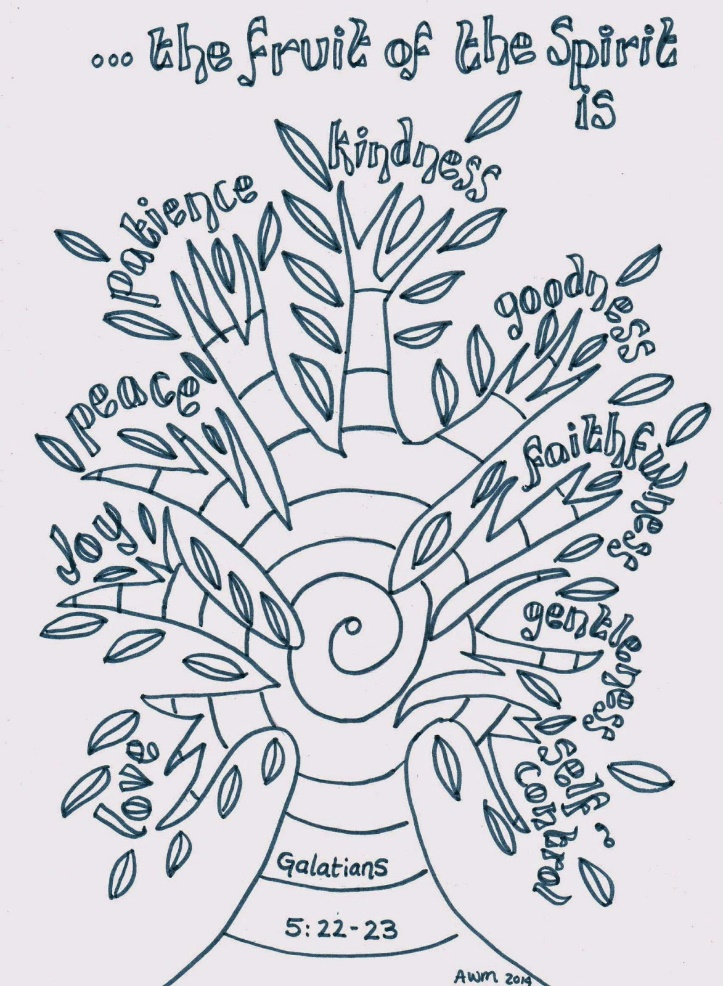 ... the fruit of the Spirit
is
love
joy
peace
patience
kindness
goodness
faithfulness
gentleness
self~
control
Galatians
5:22-23
AWM 2014